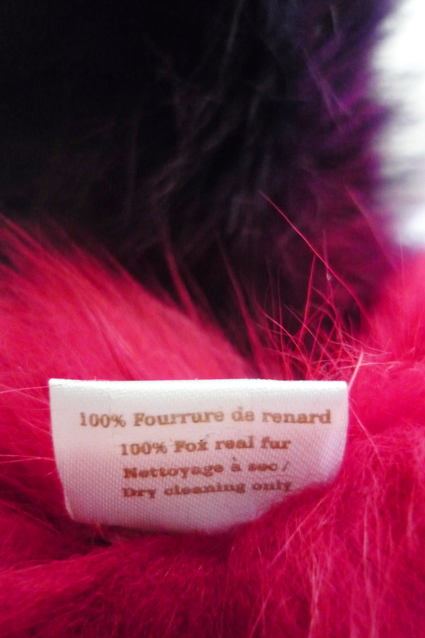 100% Fourrure de renard
100% Fox real fur
Nettoyage à sec /
Dry cleaning only